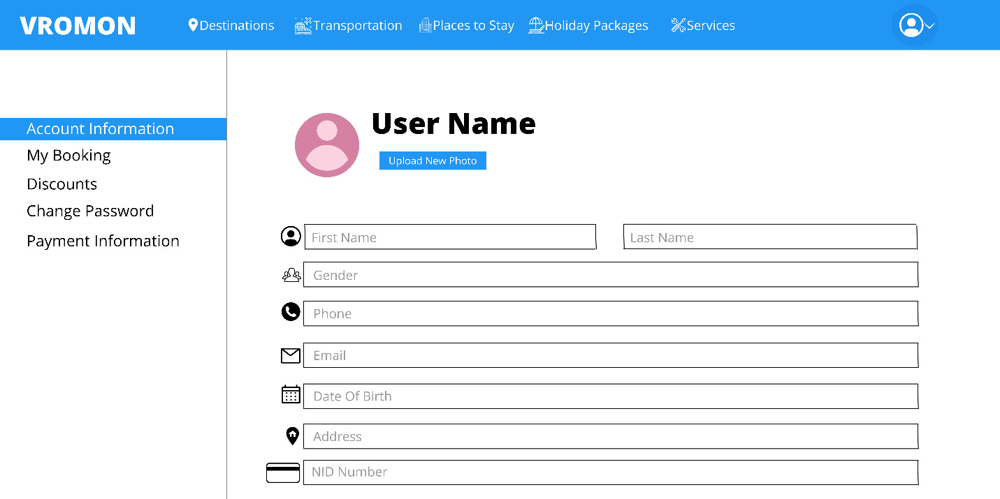 VROMON
Destinations
Transportation
Places to Stay
Holiday Packages
Services
Account Information
My Booking
Discounts
Change Password
Payment Information
User Name
Upload New Photo
First Name
Last Name
Gender
Phone
Email
Date Of Birth
Address
NID Number